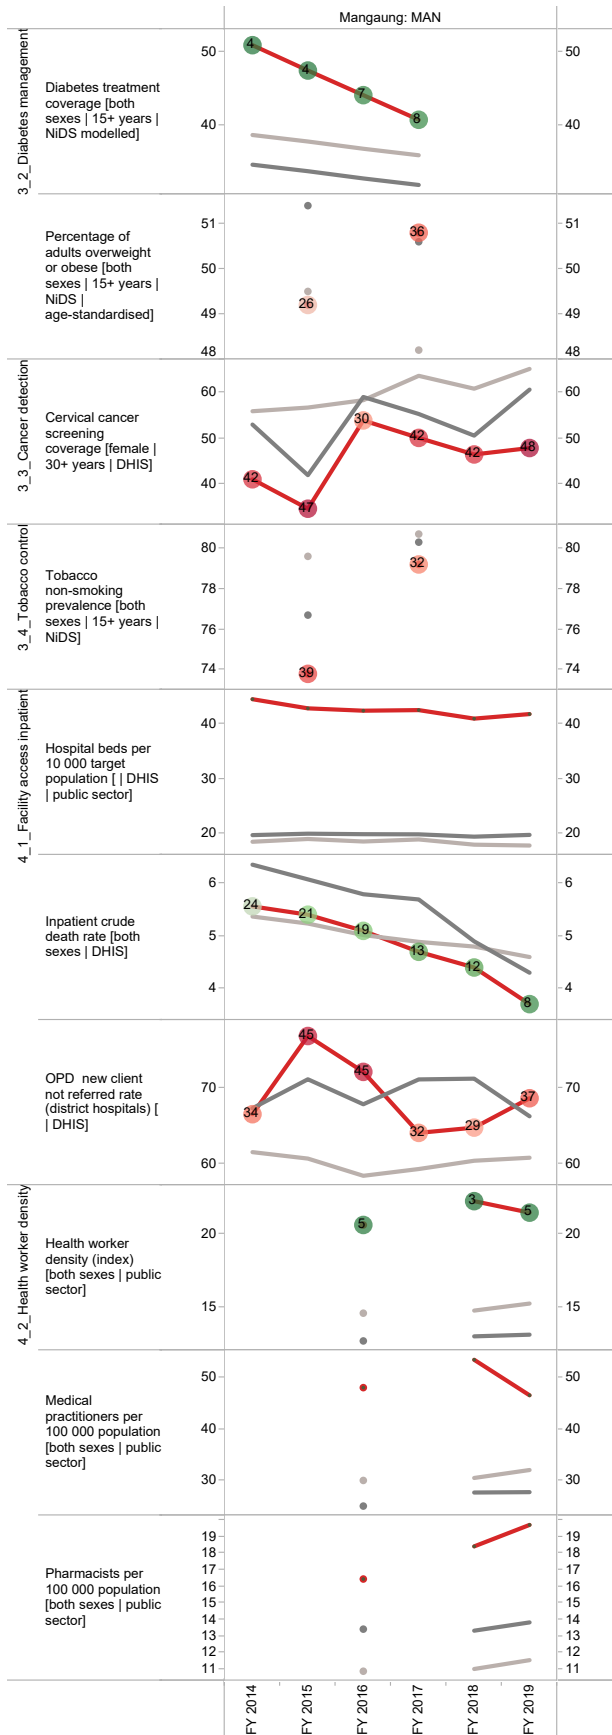 Mangaung: MAN
3_2_Diabetes management
Diabetes treatment
coverage [both
sexes | 15+ years |
NiDS modelled]
50
40
4
4
7
8
50
40
Percentage of
adults overweight
or obese [both
sexes | 15+ years |
NiDS |
age-standardised]
51
50
49
48
26
36
51
50
49
48
3_3_Cancer detection
Cervical cancer
screening
coverage [female |
30+ years | DHIS]
60
50
40
42
47
30
42
42
48
60
50
40
3_4_Tobacco control
Tobacco
non-smoking
prevalence [both
sexes | 15+ years |
NiDS]
80
78
76
74
39
32
80
78
76
74
4_1_Facility access inpatient
Hospital beds per
10 000 target
population [ | DHIS
| public sector]
40
30
20
40
30
20
Inpatient crude
death rate [both
sexes | DHIS]
6
5
4
24
21
19
13
12
8
6
5
4
OPD  new client
not referred rate
(district hospitals) [
| DHIS]
70
60
34
45
45
32
29
37
70
60
4_2_Health worker density
Health worker
density (index)
[both sexes | public
sector]
20
15
5
3
5
20
15
Medical
practitioners per
100 000 population
[both sexes | public
sector]
50
40
30
50
40
30
Pharmacists per
100 000 population
[both sexes | public
sector]
19
18
17
16
15
14
13
12
11
19
18
17
16
15
14
13
12
11
FY 2014
FY 2015
FY 2016
FY 2017
FY 2018
FY 2019